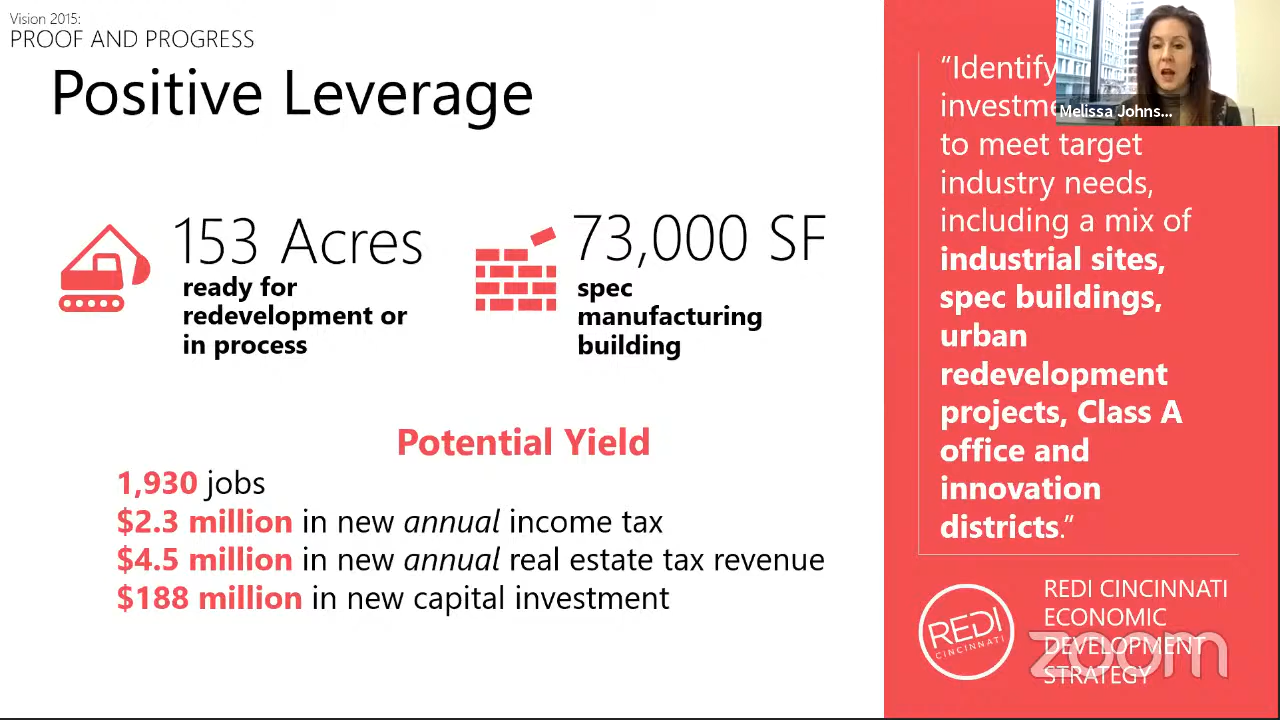 Vision 2015:
PROOF AND PROGRESS
Positive Leverage
153 Acres
ready for
redevelopment or
in process
73,000 SF
spec
manufacturing
building
Potential Yield
1,930 jobs
$2.3 million in new annual income tax
$4.5 million in new annual real estate tax revenue
$188 million in new capital investment
“Identify
to meet target
industry needs,
including a mix of
industrial sites,
spec buildings,
urban
redevelopment
projects, Class A
office and
innovation
districts.”
Melissa Johns...
REDI
CINCINNATI
REDI CINCINNATI
ECONOMIC
DEVELOPMENT
STRATEGY
zoom